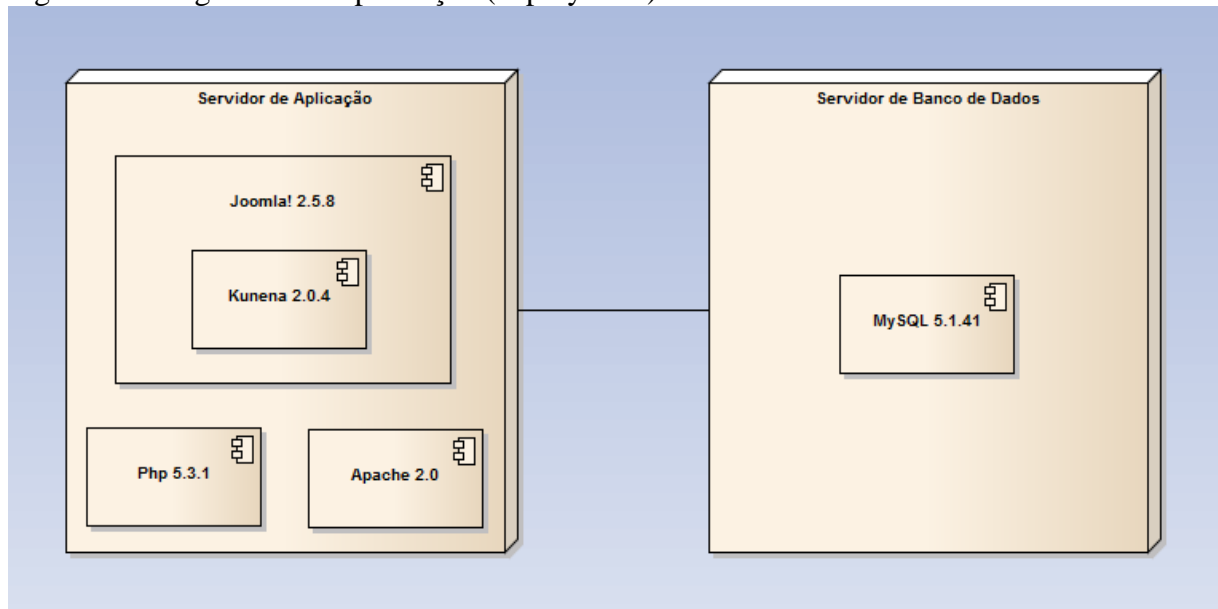 Servidor de Aplicação
Joomla! 2.5.8
Kunena 2.0.4
Php 5.3.1
Apache 2.0
Servidor de Banco de Dados
MySQL 5.1.41